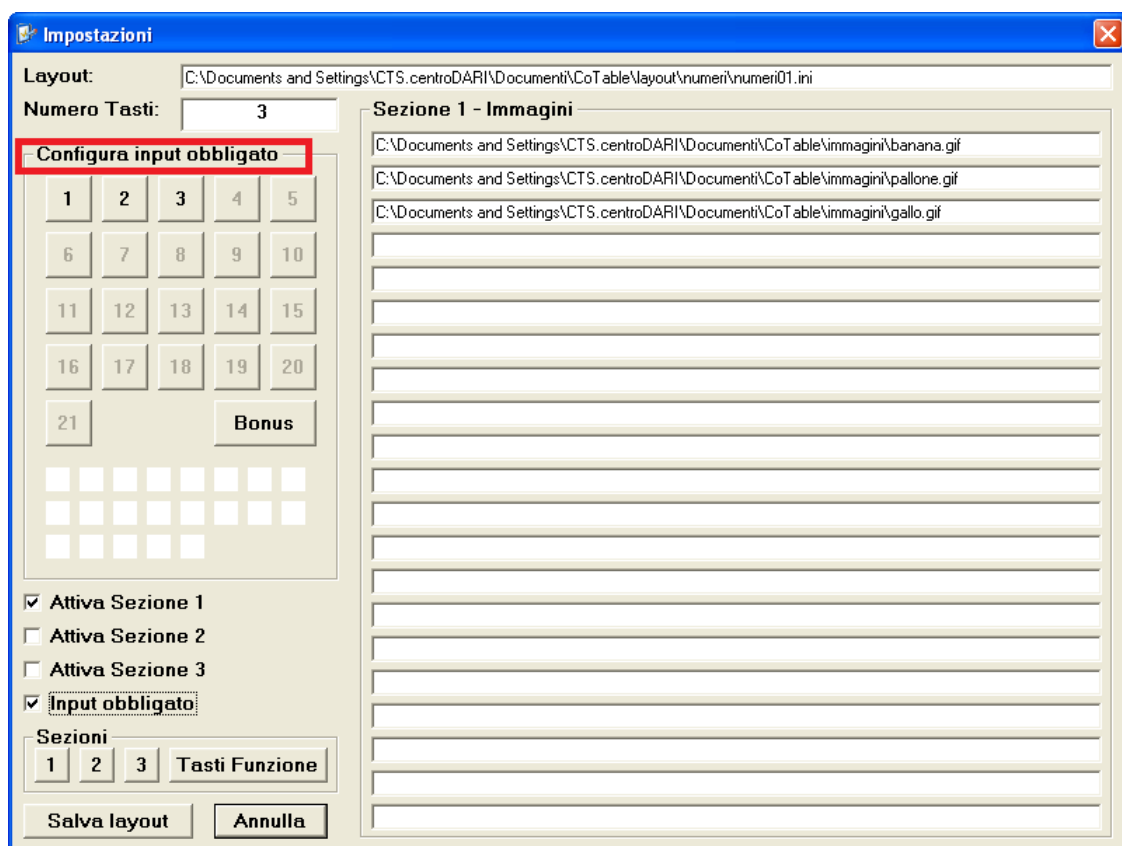 Impostazioni
Layout: C:\Documents and Settings\CTS.centroDARI\Documenti\CoTable\layout\numeri\numeri01.ini
Numero Tasti: 3
Configura input obbligato
1 2 3 4 5
6 7 8 9 10
11 12 13 14 15
16 17 18 19 20
21 Bonus
Attiva Sezione 1
Attiva Sezione 2
Attiva Sezione 3
Input obbligato
Sezioni
1 2 3 Tasti Funzione
Salva layout Annulla
Sezione 1 - Immagini
C:\Documents and Settings\CTS.centroDARI\Documenti\CoTable\immagini\banana.gif
C:\Documents and Settings\CTS.centroDARI\Documenti\CoTable\immagini\pallone.gif
C:\Documents and Settings\CTS.centroDARI\Documenti\CoTable\immagini\gallo.gif